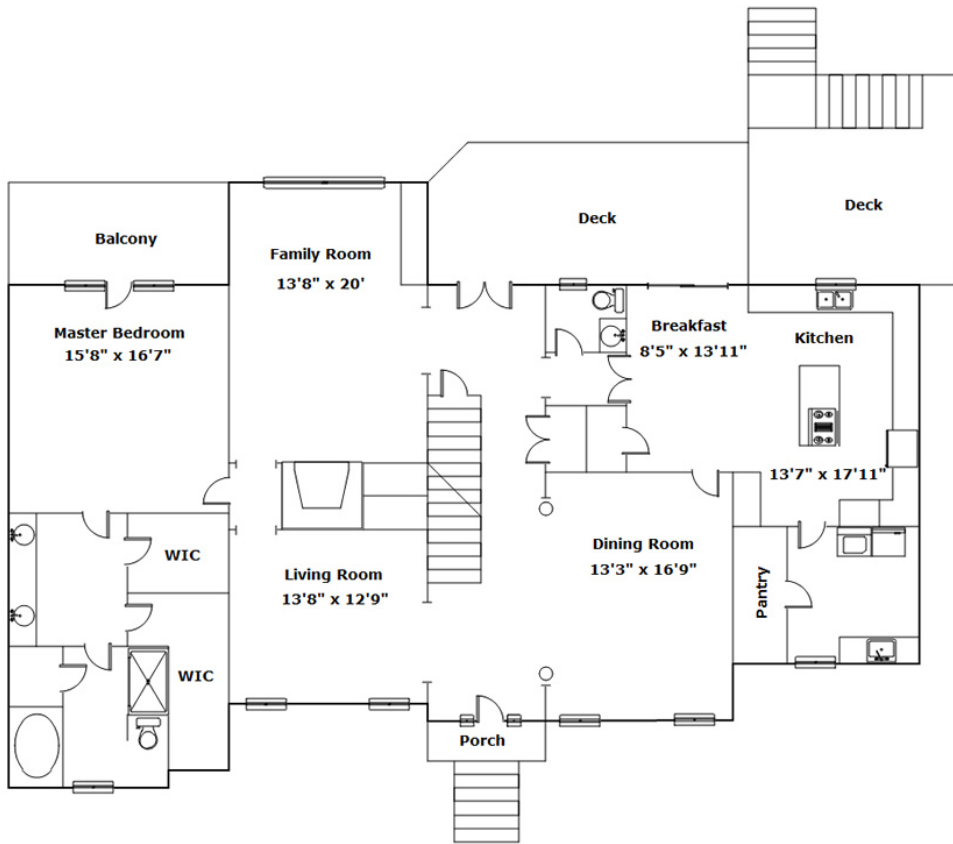 Deck
Deck
Balcony
Family Room
13'8" x 20'
Master Bedroom
15'8" x 16'7"
Breakfast
8'5" x 13'11"
Kitchen
13'7" x 17'11"
WIC
Living Room
13'8" x 12'9"
Dining Room
13'3" x 16'9"
Pantry
WIC
Porch